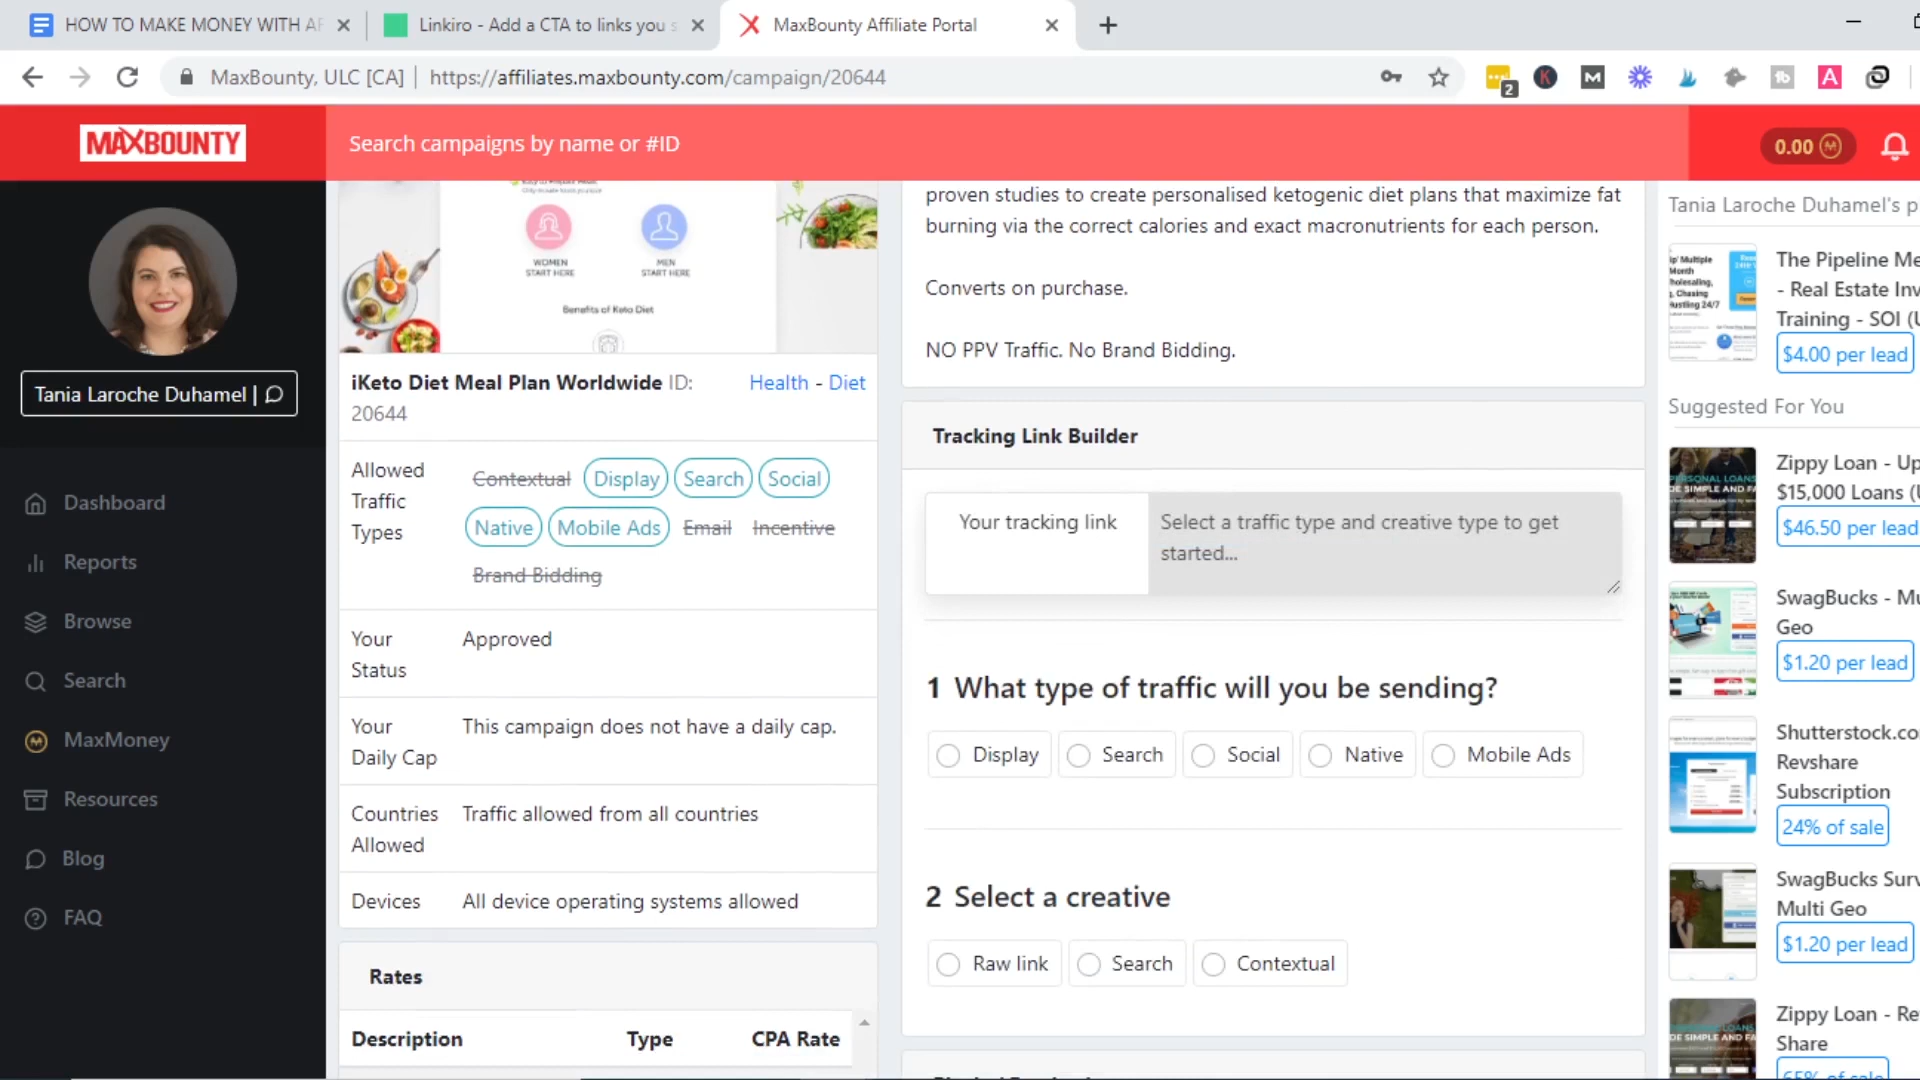 HOW TO MAKE MONEY WITH AF
Linkiro - Add a CTA to links you s
MaxBounty Affiliate Portal
MaxBounty, ULC [CA]
https://affiliates.maxbounty.com/campaign/20644
2
K
M
fb
A
MAXBOUNTY
Search campaigns by name or #ID
0.00
Tania Laroche Duhamel |
Dashboard
Reports
Browse
Search
MaxMoney
Resources
Blog
FAQ
WOMEN
START HERE
MEN
START HERE
Benefits of Keto Diet
iKeto Diet Meal Plan Worldwide ID:
20644
Health - Diet
Allowed
Traffic
Types
Contextual Display Search Social
Native Mobile Ads Email Incentive
Brand Bidding
Your
Status
Approved
Your
Daily Cap
This campaign does not have a daily cap.
Countries
Allowed
Traffic allowed from all countries
Devices
All device operating systems allowed
Rates
Description Type CPA Rate
proven studies to create personalised ketogenic diet plans that maximize fat
burning via the correct calories and exact macronutrients for each person.
Converts on purchase.
NO PPV Traffic. No Brand Bidding.
Tracking Link Builder
Your tracking link
Select a traffic type and creative type to get
started...
1 What type of traffic will you be sending?
Display Search Social Native Mobile Ads
2 Select a creative
Raw link Search Contextual
Tania Laroche Duhamel's p
The Pipeline Me
- Real Estate Inv
Training - SOI (U
$4.00 per lead
Suggested For You
Zippy Loan - Up
$15,000 Loans (U
$46.50 per lead
SwagBucks - Mu
Geo
$1.20 per lead
Shutterstock.co
Revshare
Subscription
24% of sale
SwagBucks Surv
Multi Geo
$1.20 per lead
Zippy Loan - Re
Share
65% of sale